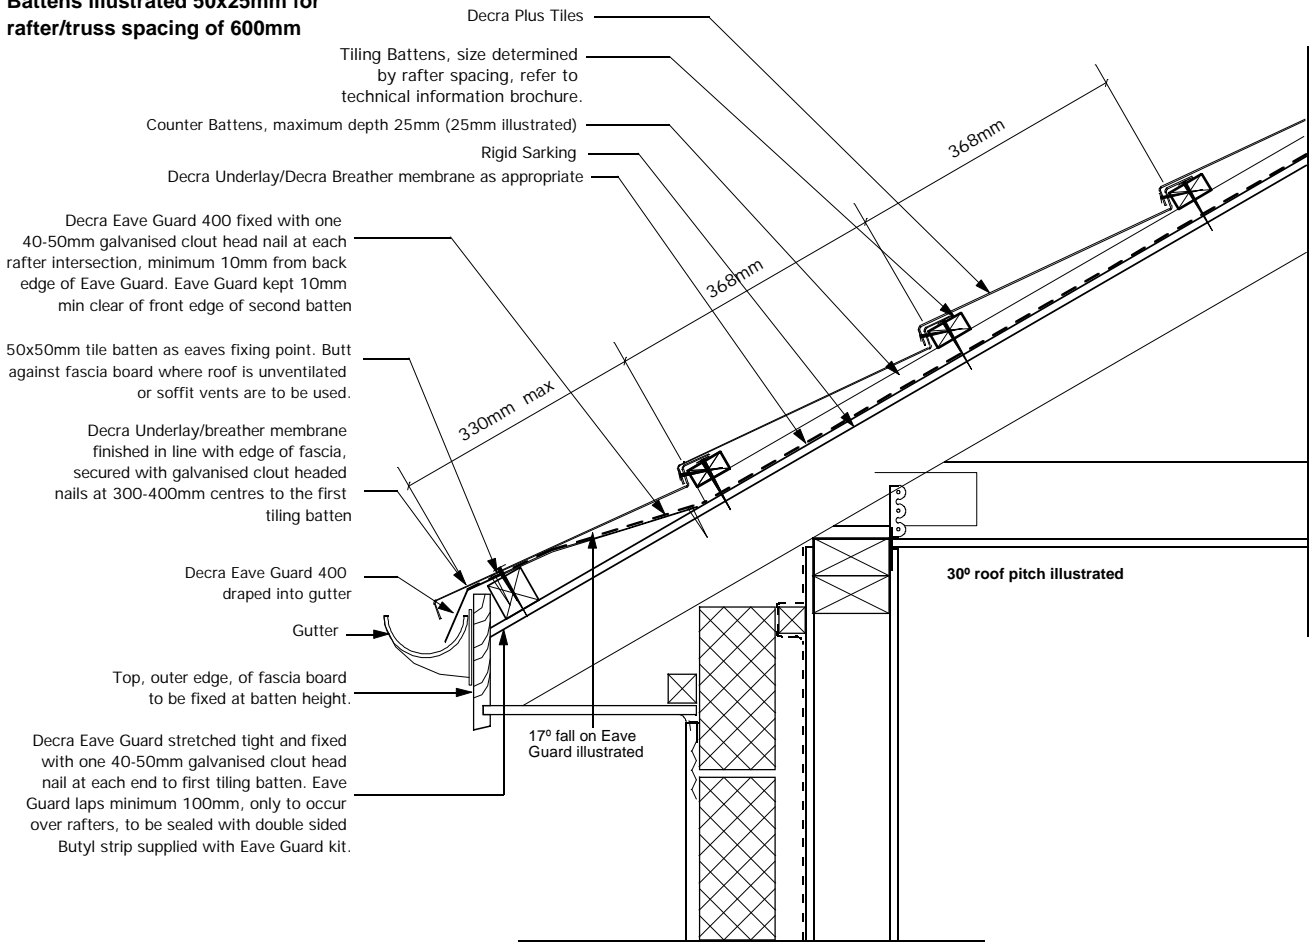 Battens illustrated 50x25mm for
rafter/truss spacing of 600mm
Decra Plus Tiles
Tiling Battens, size determined
by rafter spacing, refer to
technical information brochure.
Counter Battens, maximum depth 25mm (25mm illustrated)
Rigid Sarking
Decra Underlay/Decra Breather membrane as appropriate
Decra Eave Guard 400 fixed with one
40-50mm galvanised clout head nail at each
rafter intersection, minimum 10mm from back
edge of Eave Guard. Eave Guard kept 10mm
min clear of front edge of second batten
50x50mm tile batten as eaves fixing point. Butt
against fascia board where roof is unventilated
or soffit vents are to be used.
Decra Underlay/breather membrane
finished in line with edge of fascia,
secured with galvanised clout headed
nails at 300-400mm centres to the first
tiling batten
Decra Eave Guard 400
draped into gutter
Gutter
Top, outer edge, of fascia board
to be fixed at batten height.
Decra Eave Guard stretched tight and fixed
with one 40-50mm galvanised clout head
nail at each end to first tiling batten. Eave
Guard laps minimum 100mm, only to occur
over rafters, to be sealed with double sided
Butyl strip supplied with Eave Guard kit.
330mm max
368mm
368mm
30º roof pitch illustrated
17º fall on Eave
Guard illustrated